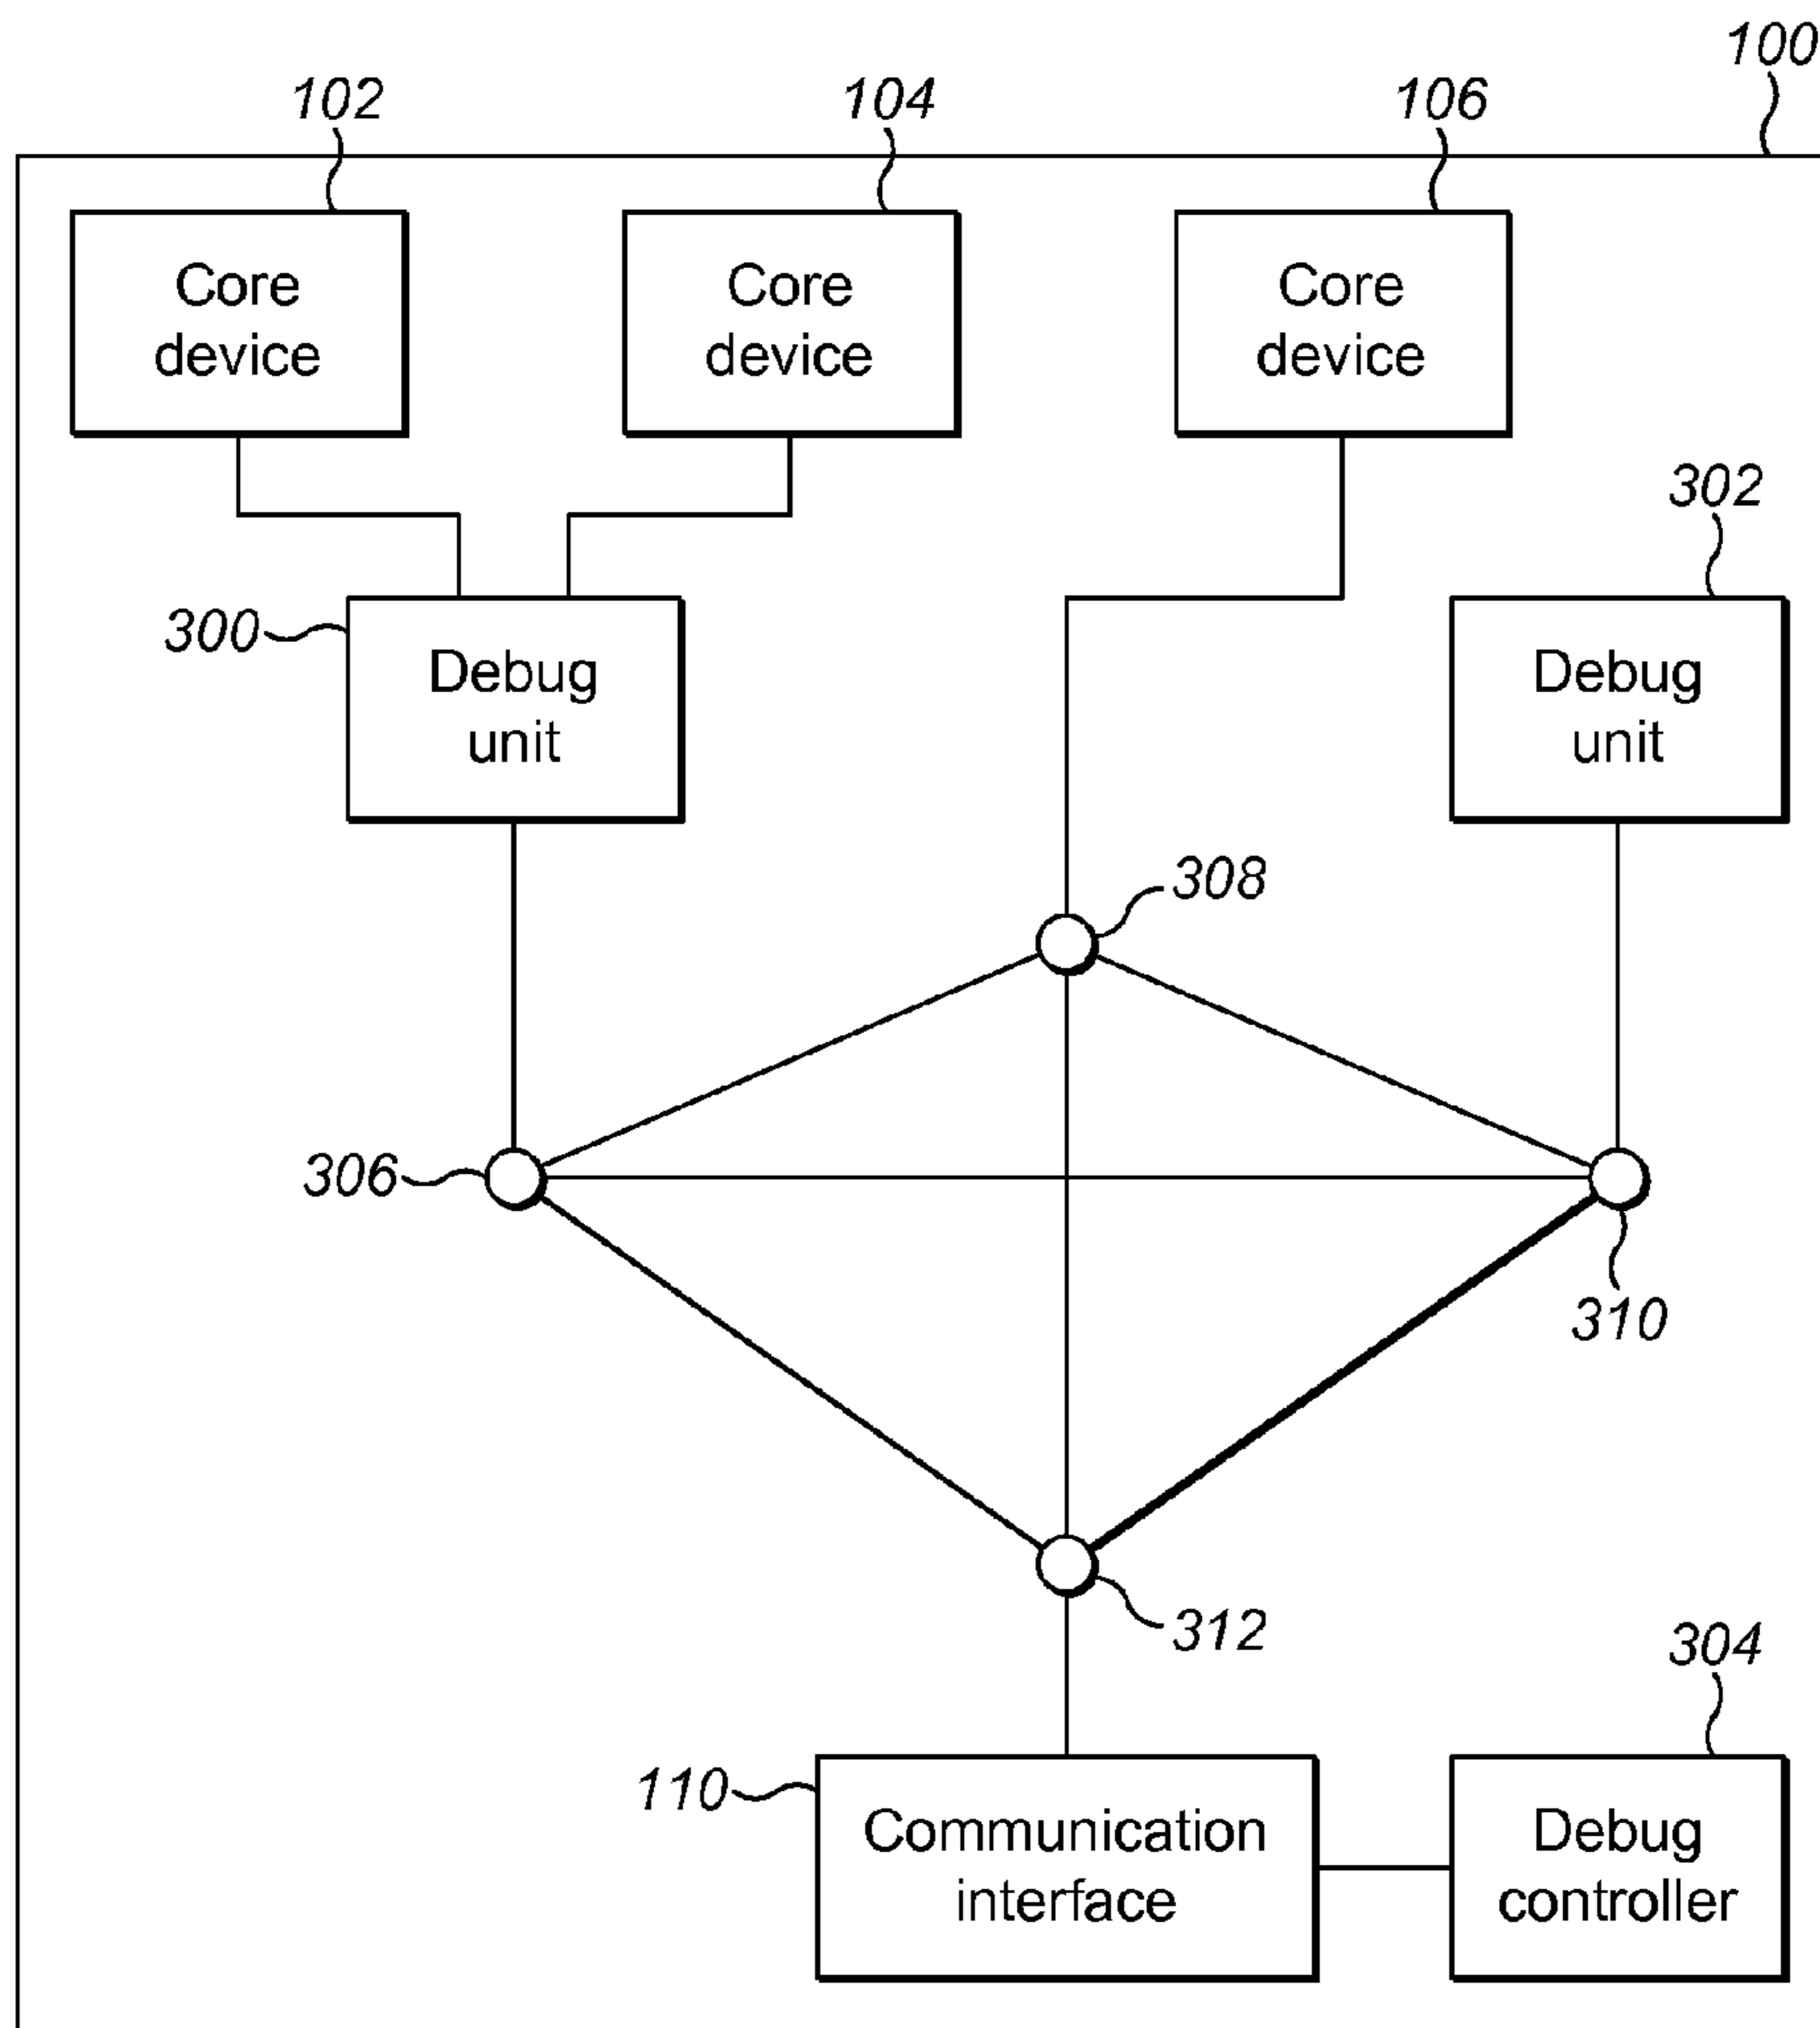 100
102
104
106
Core
device
Core
device
Core
device
302
300
Debug
unit
Debug
unit
308
306
310
312
304
110
Communication
interface
Debug
controller